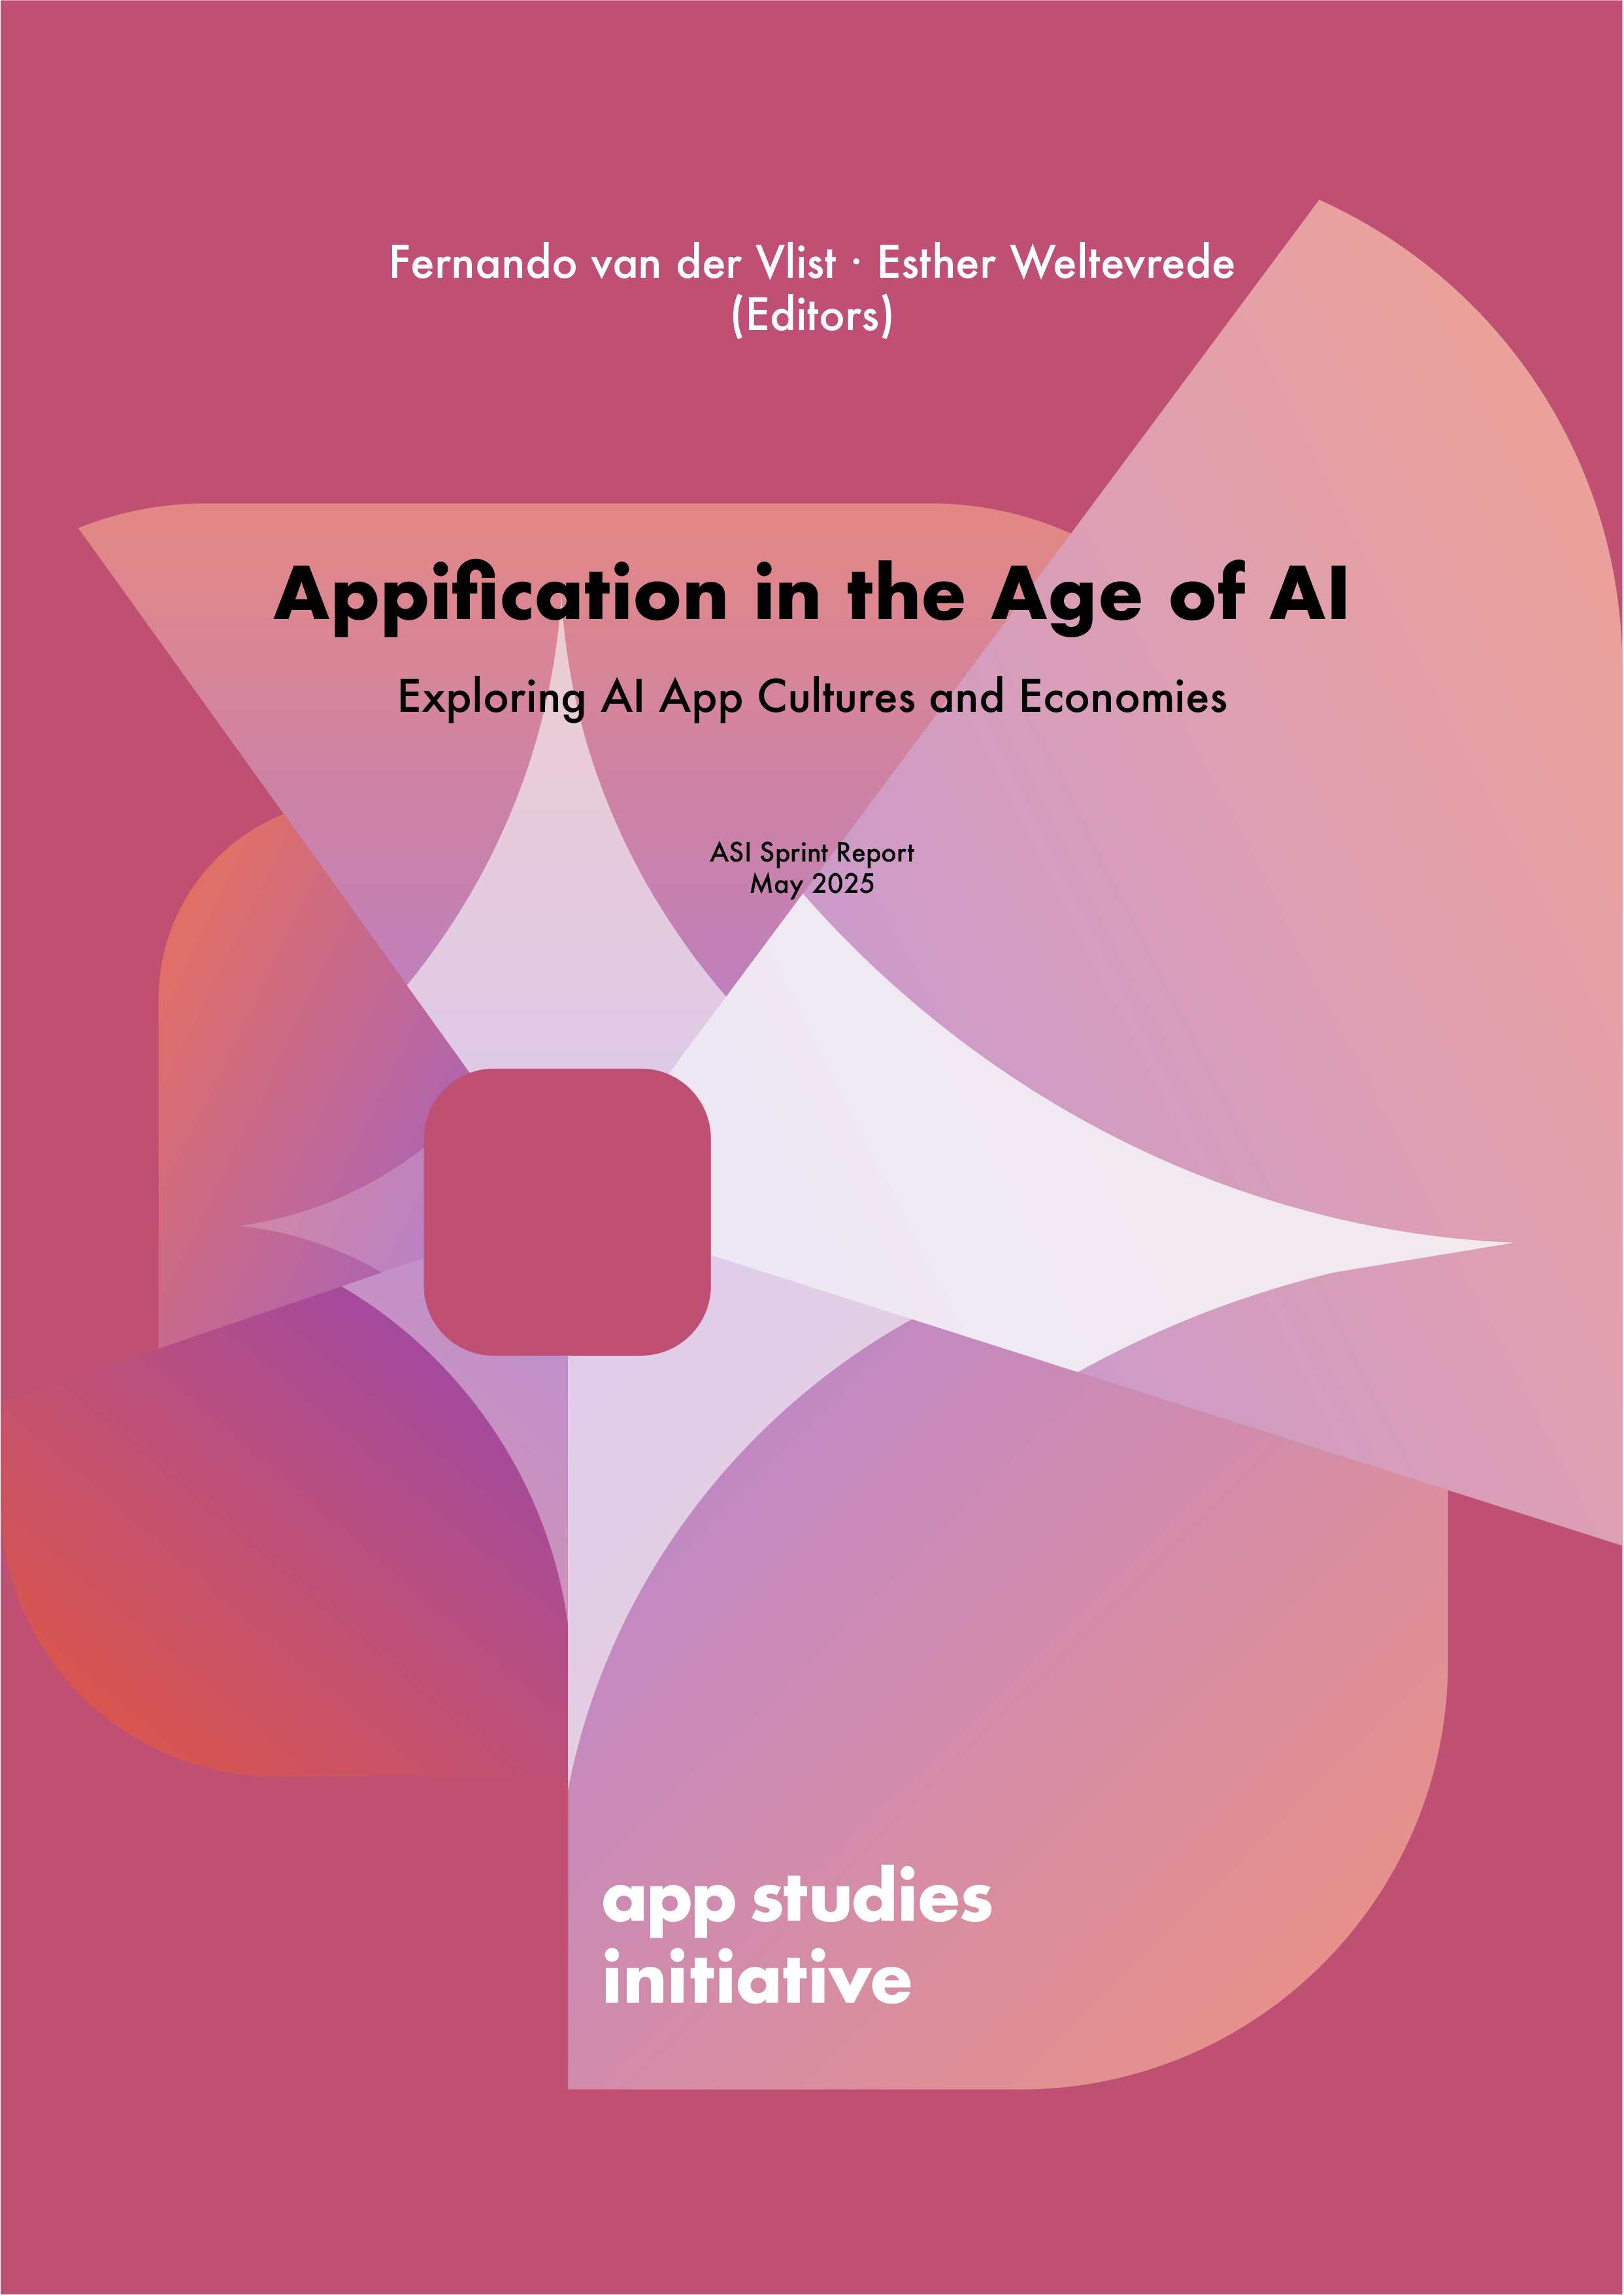 Fernando van der Vlist · Esther Weltevrede
(Editors)
Appification in the Age of AI
Exploring AI App Cultures and Economies
ASI Sprint Report
May 2025
app studies
initiative